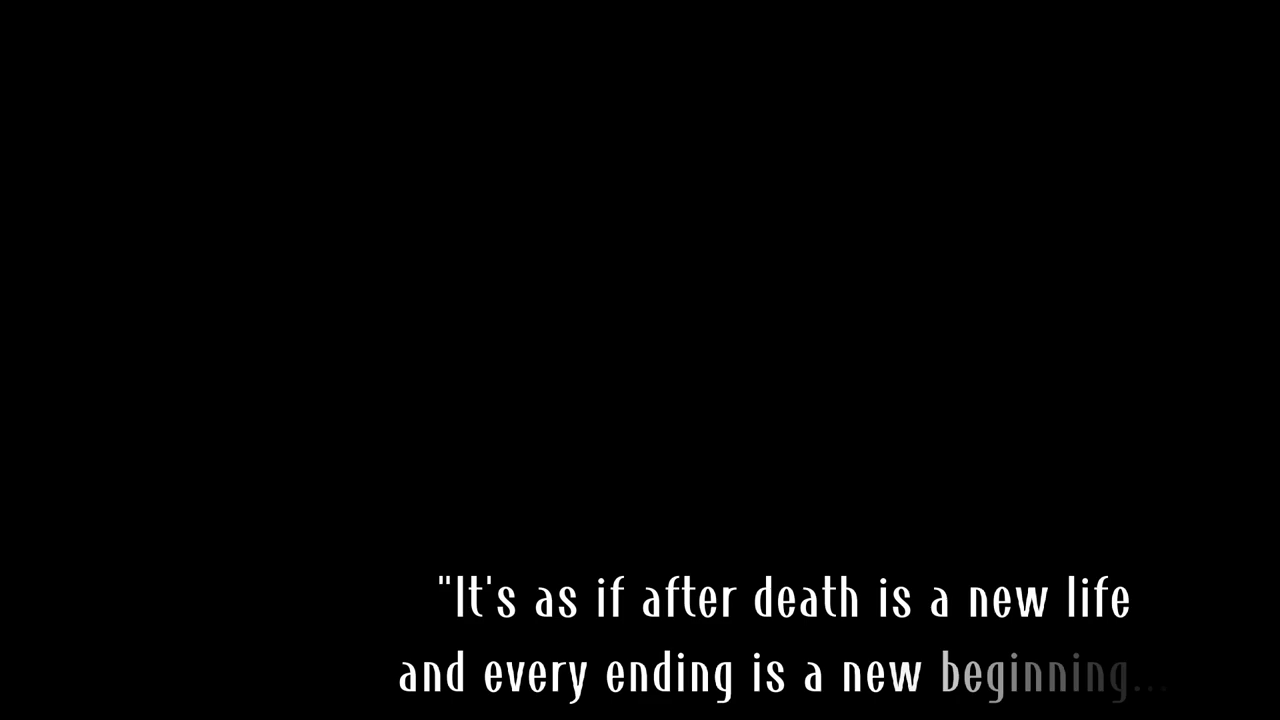 "It's as if after death is a new life
and every ending is a new beginning...